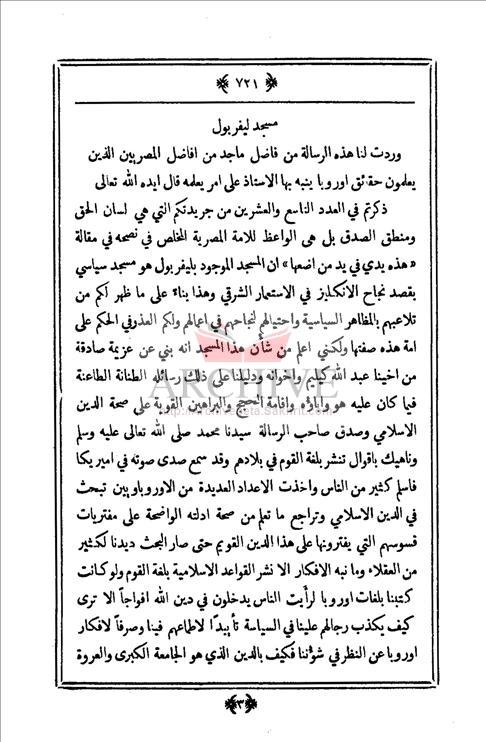 ﴿ ٧٢١ ﴾
مسجد ليفربول
وردت لنا هذه الرسالة من فاضل ماجد من افاضل المصريين الذين
يعلمون حقائق اوروبا ينبه بها الاستاذ على امر يعلمه قال ايده الله تعالى
ذكرتم في العدد التاسع والعشرين من جريدتكم التي هي لسان الحق
ومنطق الصدق بل هى الواعظ للامة المصرية المخلص في نصحه في مقالة
«هذه يدي في يد من اضعها» ان المسجد الموجود بليفربول هو مسجد سياسي
بقصد نجاح الانكليز في الاستعمار الشرقي وهذا بناءً على ما ظهر لكم من
تلاعبهم بالمظاهر السياسية واحتيالهم لنجاحهم في اعمالهم ولكم العذر في الحكم على
امة هذه صفتها ولكني اعلم من شأن هذا المسجد انه بني عن عزيمة صادقة
من اخينا عبد الله كيليم واخوانه ودليلنا على ذلك رسائله الطنانة الطاعنة
فيما كان عليه هو وآباؤه واقامة الحجج والبراهين القوية على صحة الدين
الاسلامي وصدق صاحب الرسالة سيدنا محمد صلى الله تعالى عليه وسلم
وناهيك باقوال تنشر بلغة القوم في بلادهم وقد سمع صدى صوته في اميريكا
فاسلم كثير من الناس واخذت الاعداد العديدة من الاوروباويين تبحث
في الدين الاسلامي وتراجع ما تعلم من صحة ادلته الواضحة على مفتريات
قسوسهم التي يفترونها على هذا الدين القويم حتى صار البحث ديدنا لكثير
من العقلاء وما نبه الافكار الا نشر القواعد الاسلامية بلغة القوم ولو كانت
كتبنا بلغات اوروبا لرأيت الناس يدخلون في دين الله افواجاً الا ترى
كيف يكذب رجالهم علينا في السياسة تأييدًا لاطماعهم فينا وصرفاً لافكار
اوروبا عن النظر في شؤننا فكيف بالدين الذي هو الجامعة الكبرى والعروة
﴿٣﴾
ARCHIVE